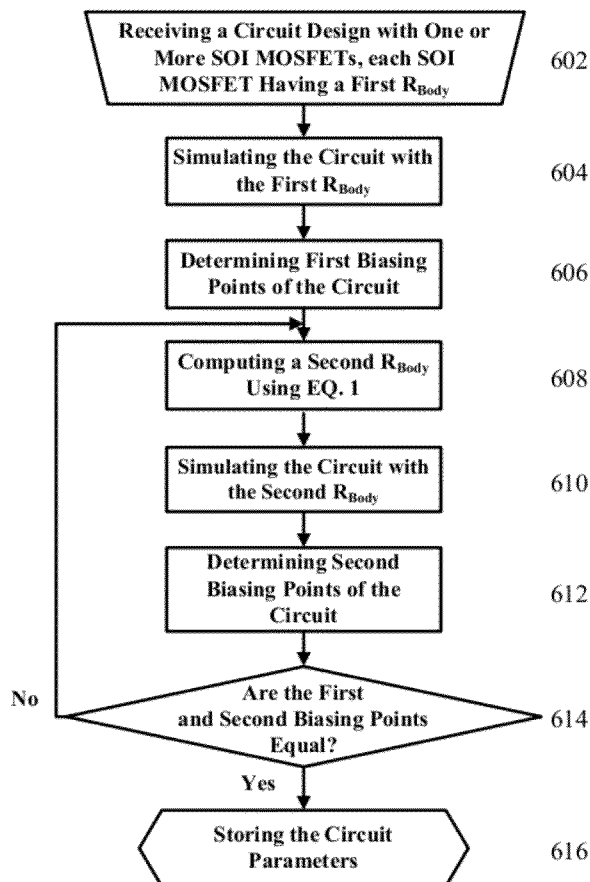 Receiving a Circuit Design with One or
More SOI MOSFETs, each SOI
MOSFET Having a First RBody
602
Simulating the Circuit with
the First RBody
604
Determining First Biasing
Points of the Circuit
606
Computing a Second RBody
Using EQ. 1
608
Simulating the Circuit with
the Second RBody
610
Determining Second
Biasing Points of the
Circuit
612
Are the First
and Second Biasing Points
Equal?
614
No
Yes
Storing the Circuit
Parameters
616